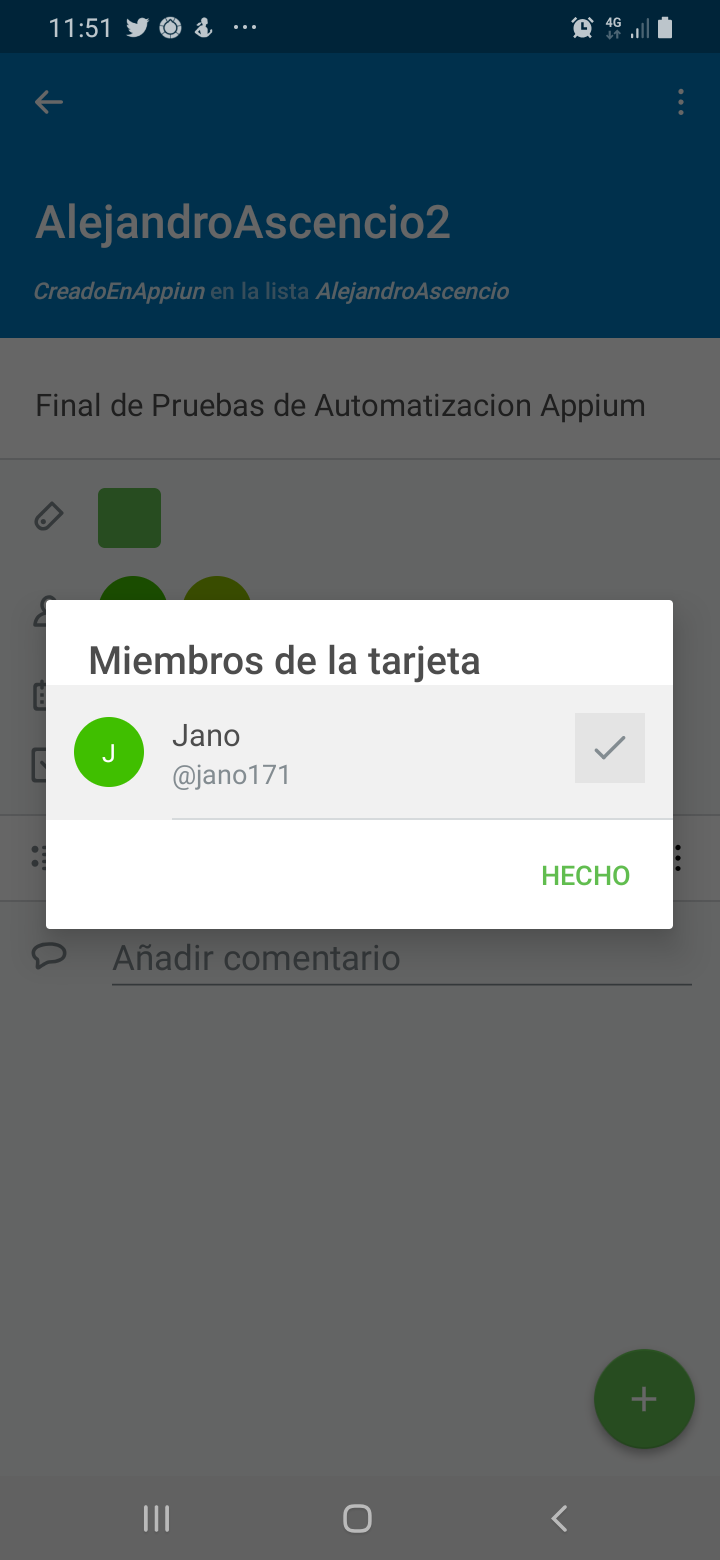 11:51
4G
AlejandroAscencio2
CreadoEnAppiun en la lista AlejandroAscencio
Final de Pruebas de Automatizacion Appium
Miembros de la tarjeta
J
Jano
@jano171
HECHO
Añadir comentario